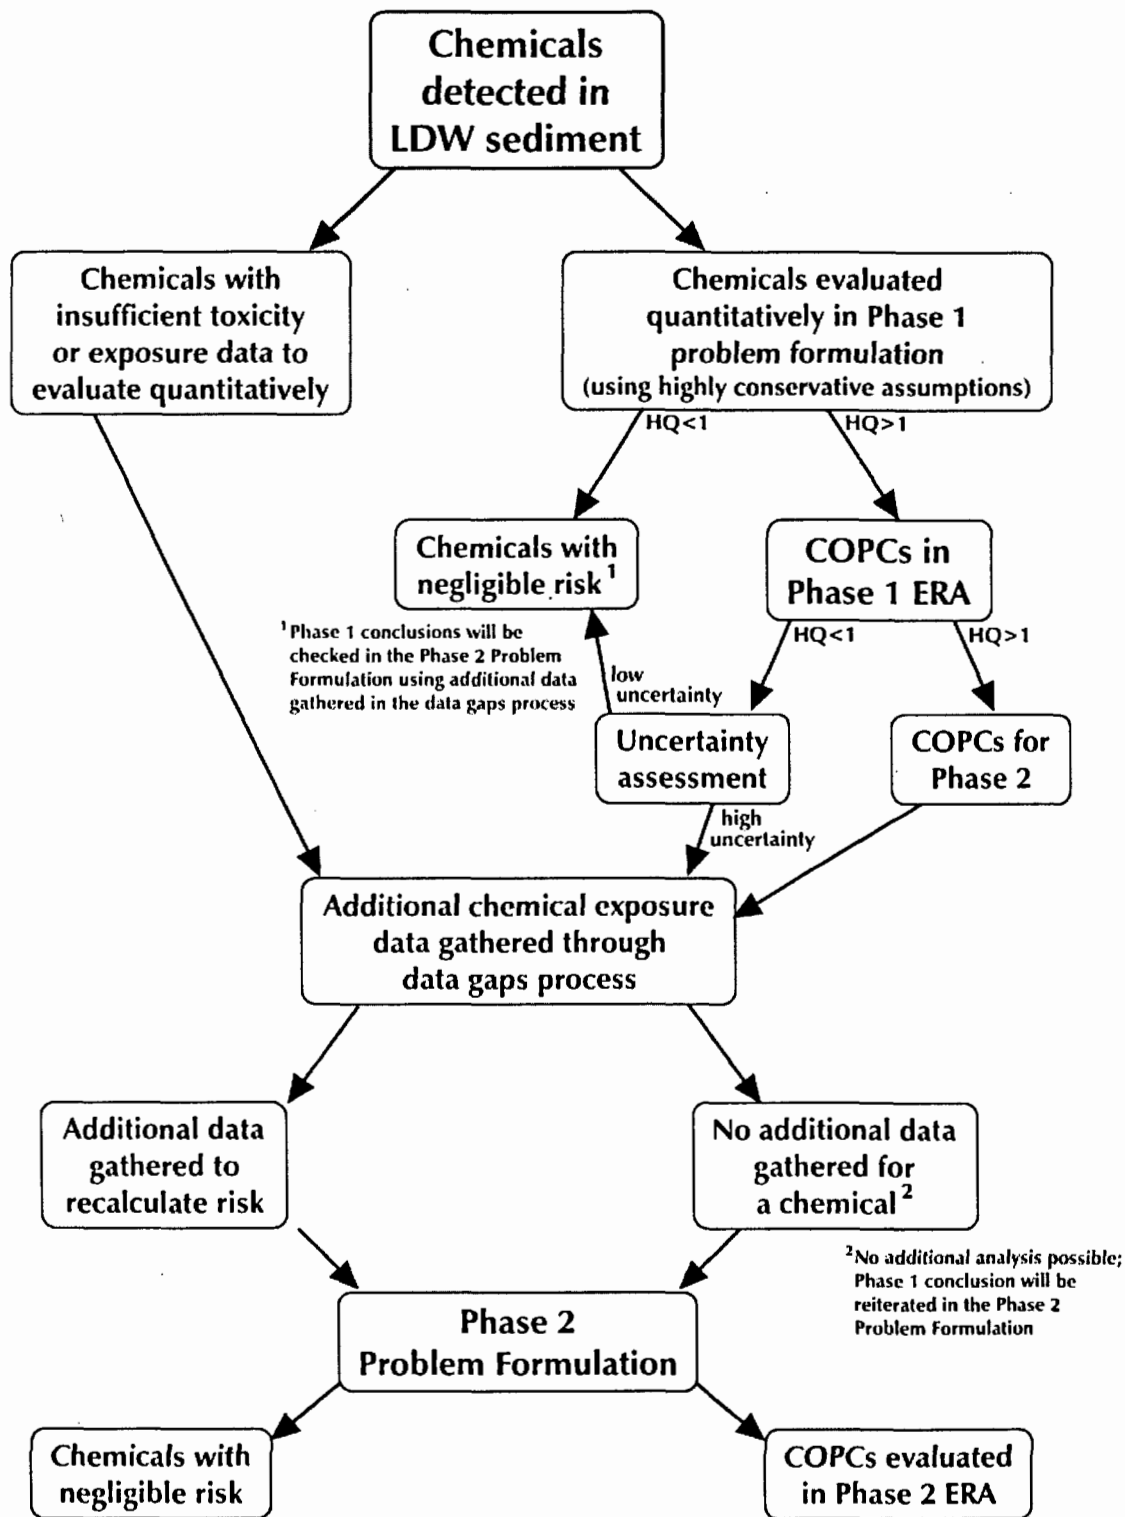 Chemicals
detected in
LDW sediment
Chemicals with
insufficient toxicity
or exposure data to
evaluate quantitatively
Chemicals evaluated
quantitatively in Phase 1
problem formulation
(using highly conservative assumptions)
HQ<1
HQ>1
Chemicals with
negligible risk¹
COPCs in
Phase 1 ERA
¹Phase 1 conclusions will be
checked in the Phase 2 Problem
Formulation using additional data
gathered in the data gaps process
HQ<1
HQ>1
low
uncertainty
Uncertainty
assessment
COPCs for
Phase 2
high
uncertainty
Additional chemical exposure
data gathered through
data gaps process
Additional data
gathered to
recalculate risk
No additional data
gathered for
a chemical²
²No additional analysis possible;
Phase 1 conclusion will be
reiterated in the Phase 2
Problem Formulation
Phase 2
Problem Formulation
Chemicals with
negligible risk
COPCs evaluated
in Phase 2 ERA